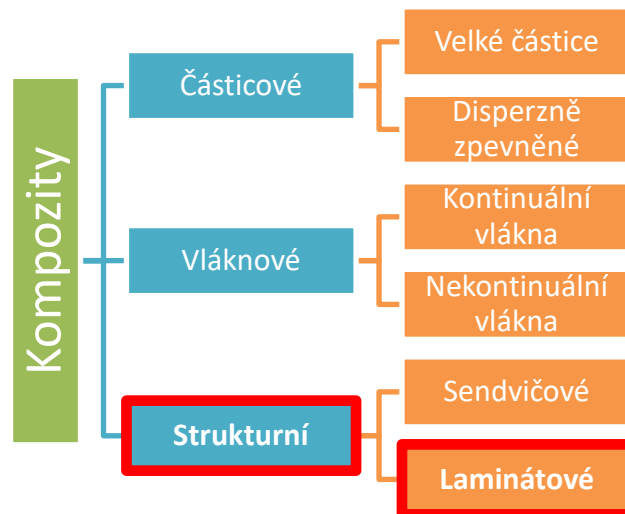 Kompozity
Částicové
Velké částice
Disperzně
zpevněné
Vláknové
Kontinuální
vlákna
Nekontinuální
vlákna
Strukturní
Sendvičové
Laminátové